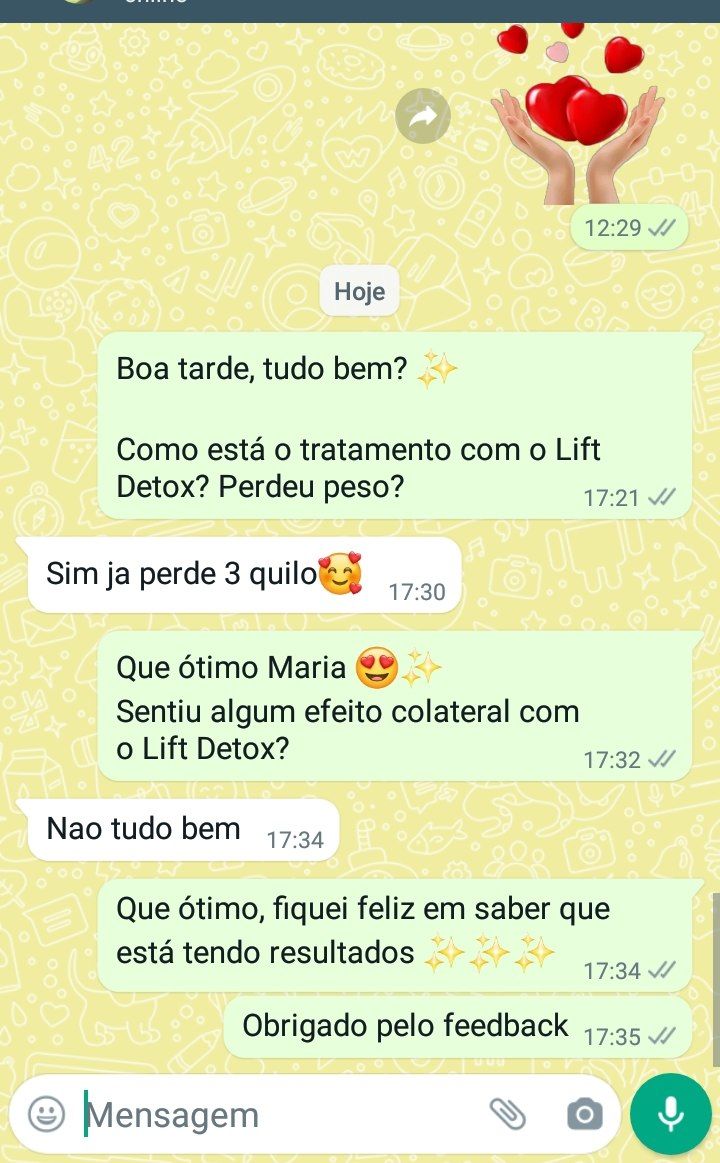 12:29
Hoje
Boa tarde, tudo bem? ✨
Como está o tratamento com o Lift
Detox? Perdeu peso?
17:21
Sim ja perde 3 quilo🥰
17:30
Que ótimo Maria 😍✨
Sentiu algum efeito colateral com
o Lift Detox?
17:32
Nao tudo bem
17:34
Que ótimo, fiquei feliz em saber que
está tendo resultados ✨✨✨
17:34
Obrigado pelo feedback
17:35
Mensagem